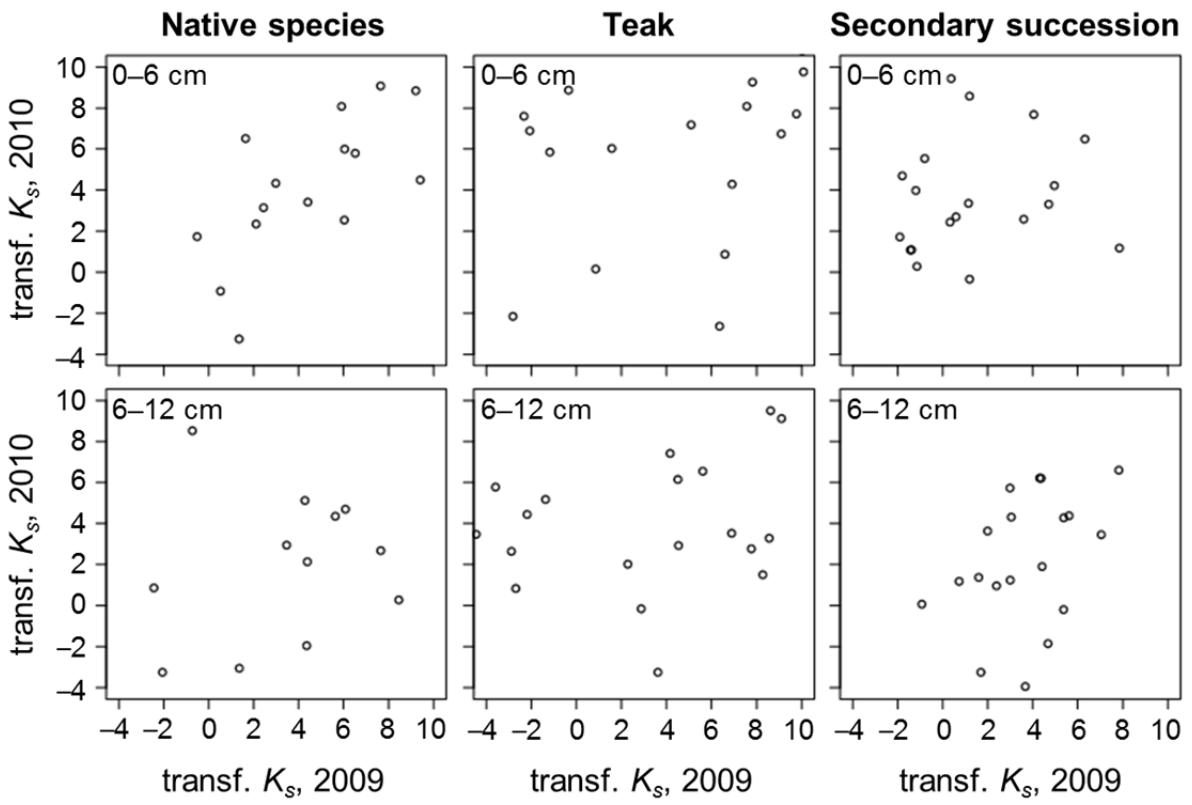 Native species
Teak
Secondary succession
0–6 cm
0–6 cm
0–6 cm
transf. Ks, 2010
10
8
6
4
2
0
–2
–4
6–12 cm
6–12 cm
6–12 cm
transf. Ks, 2010
10
8
6
4
2
0
–2
–4
–4 –2 0 2 4 6 8 10
–4 –2 0 2 4 6 8 10
–4 –2 0 2 4 6 8 10
transf. Ks, 2009
transf. Ks, 2009
transf. Ks, 2009